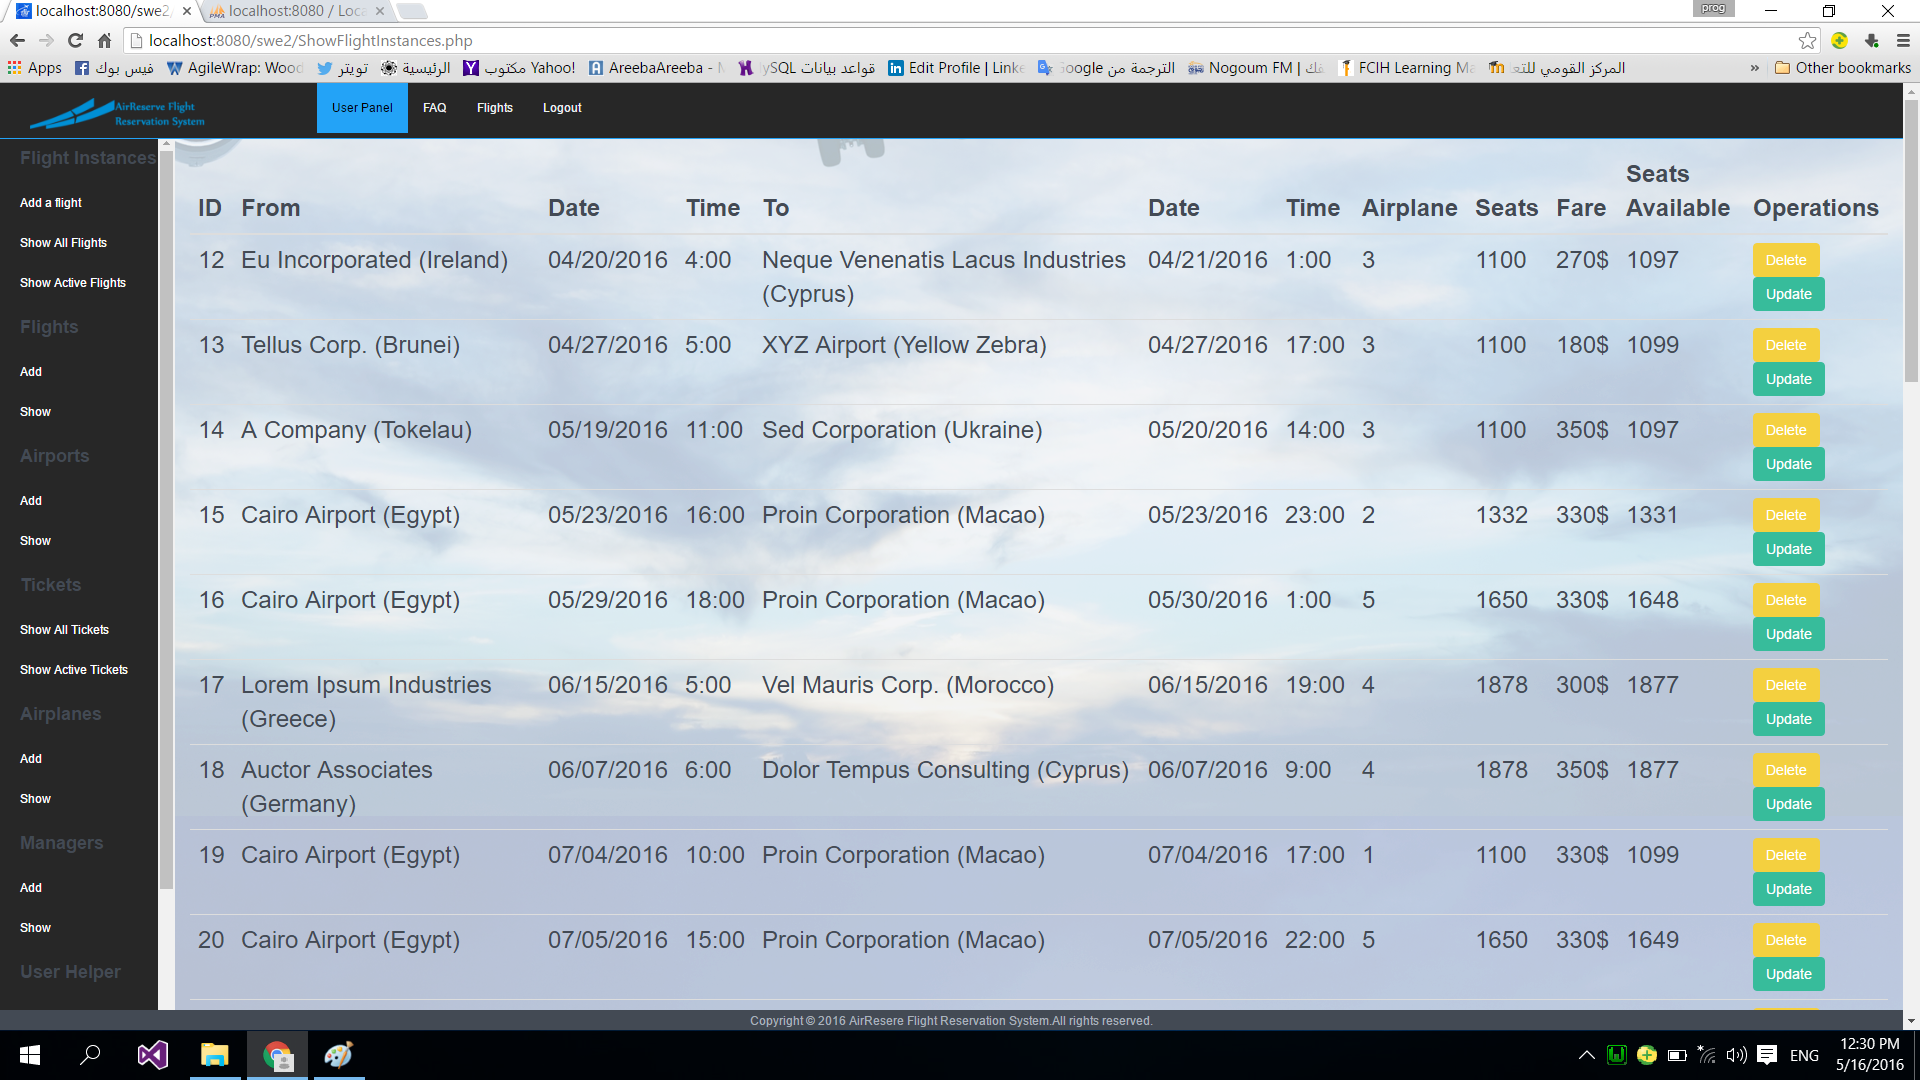 localhost:8080/swe2
localhost:8080 / Loca
prog
localhost:8080/swe2/ShowFlightInstances.php
Apps
فيس بوك
AgileWrap: Wood
تويتر
الرئيسية
مكتوب Yahoo!
AreebaAreeba -
قواعد بيانات MySQL
Edit Profile | Linke
الترجمة من Google
Nogoum FM |
FCIH Learning Ma
المركز القومي للتعا
»
Other bookmarks
AirReserve Flight
Reservation System
User Panel
FAQ
Flights
Logout
Flight Instances
Add a flight
Show All Flights
Show Active Flights
Flights
Add
Show
Airports
Add
Show
Tickets
Show All Tickets
Show Active Tickets
Airplanes
Add
Show
Managers
Add
Show
User Helper
ID From Date Time To Date Time Airplane Seats Fare Seats Available Operations
12 Eu Incorporated (Ireland) 04/20/2016 4:00 Neque Venenatis Lacus Industries (Cyprus) 04/21/2016 1:00 3 1100 270$ 1097 Delete
Update
13 Tellus Corp. (Brunei) 04/27/2016 5:00 XYZ Airport (Yellow Zebra) 04/27/2016 17:00 3 1100 180$ 1099 Delete
Update
14 A Company (Tokelau) 05/19/2016 11:00 Sed Corporation (Ukraine) 05/20/2016 14:00 3 1100 350$ 1097 Delete
Update
15 Cairo Airport (Egypt) 05/23/2016 16:00 Proin Corporation (Macao) 05/23/2016 23:00 2 1332 330$ 1331 Delete
Update
16 Cairo Airport (Egypt) 05/29/2016 18:00 Proin Corporation (Macao) 05/30/2016 1:00 5 1650 330$ 1648 Delete
Update
17 Lorem Ipsum Industries (Greece) 06/15/2016 5:00 Vel Mauris Corp. (Morocco) 06/15/2016 19:00 4 1878 300$ 1877 Delete
Update
18 Auctor Associates (Germany) 06/07/2016 6:00 Dolor Tempus Consulting (Cyprus) 06/07/2016 9:00 4 1878 350$ 1877 Delete
Update
19 Cairo Airport (Egypt) 07/04/2016 10:00 Proin Corporation (Macao) 07/04/2016 17:00 1 1100 330$ 1099 Delete
Update
20 Cairo Airport (Egypt) 07/05/2016 15:00 Proin Corporation (Macao) 07/05/2016 22:00 5 1650 330$ 1649 Delete
Update
Copyright © 2016 AirResere Flight Reservation System.All rights reserved.
ENG
12:30 PM
5/16/2016